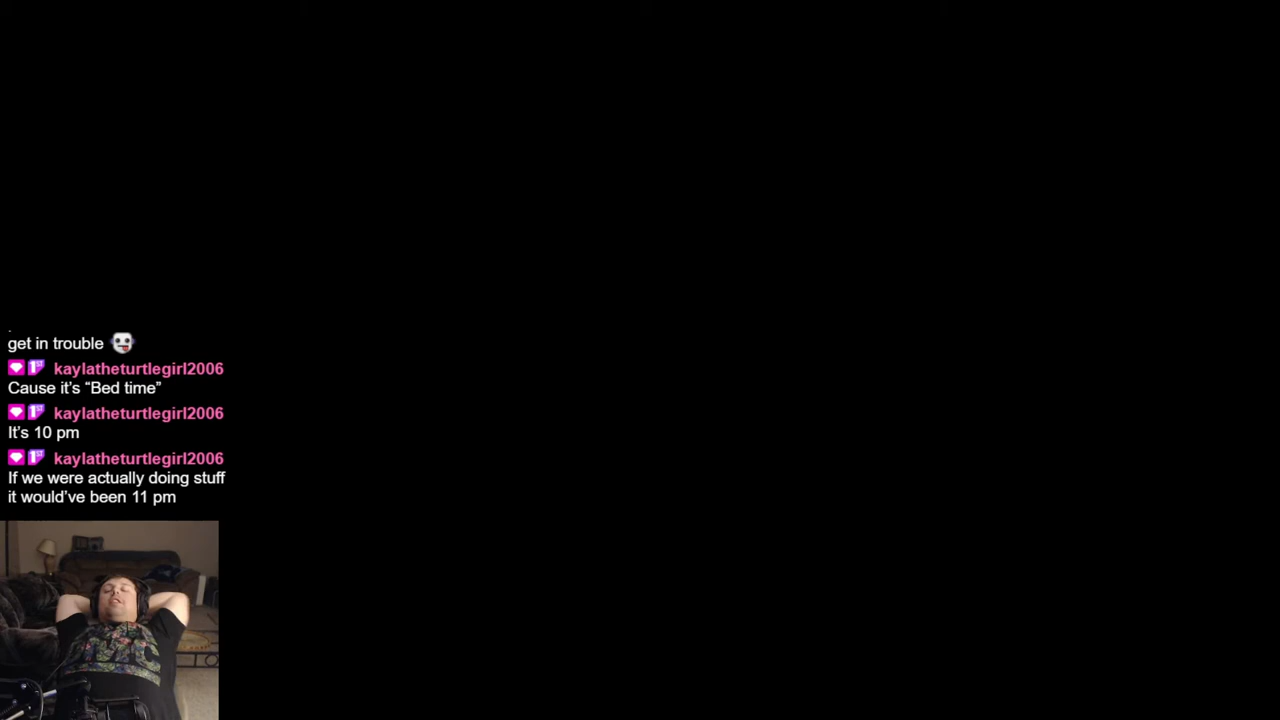 get in trouble
kaylatheturtlegirl2006
Cause it's “Bed time”
kaylatheturtlegirl2006
It's 10 pm
kaylatheturtlegirl2006
If we were actually doing stuff
it would've been 11 pm